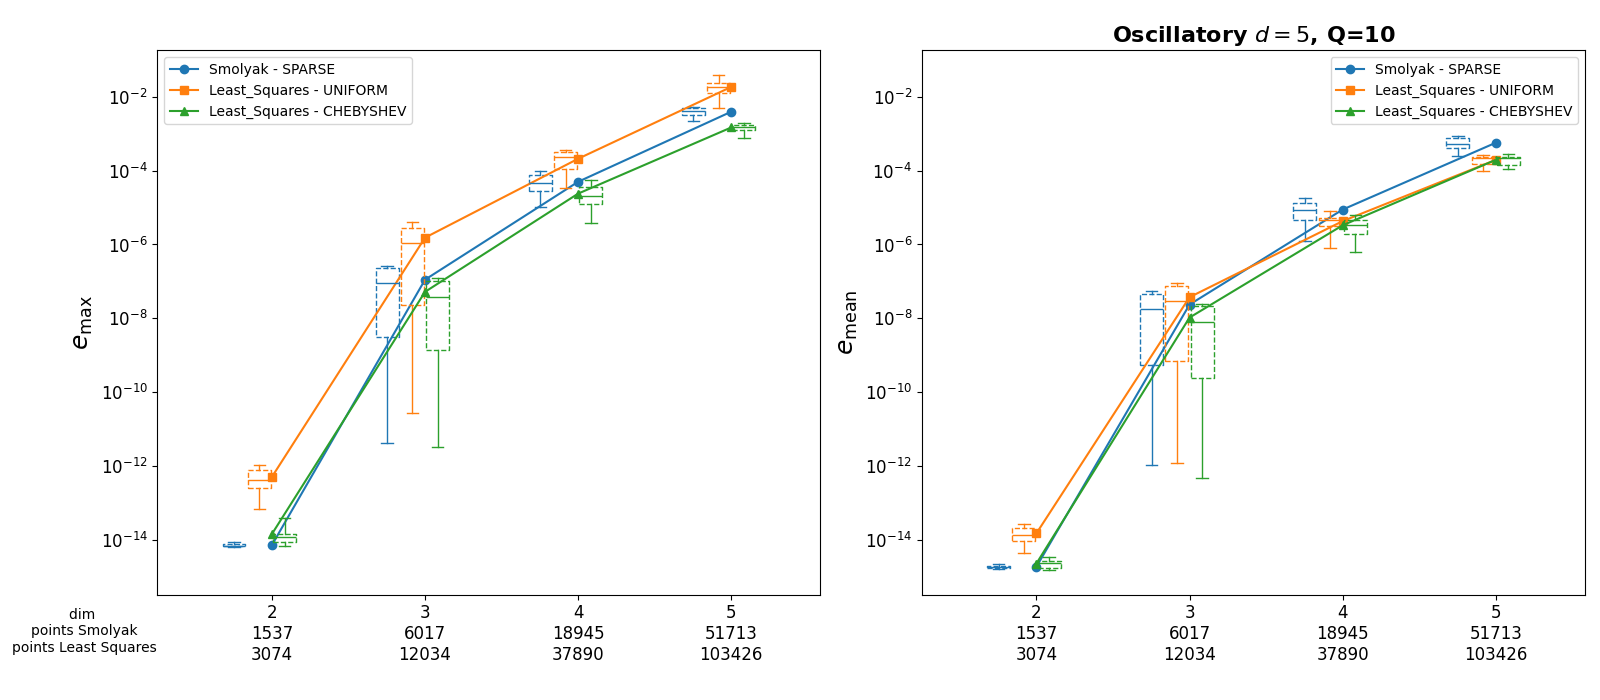 Oscillatory d = 5, Q=10
Smolyak - SPARSE
Least_Squares - UNIFORM
Least_Squares - CHEBYSHEV
e_max
10^−2
10^−4
10^−6
10^−8
10^−10
10^−12
10^−14
dim
points Smolyak
points Least Squares
2 3 4 5
1537 6017 18945 51713
3074 12034 37890 103426
Smolyak - SPARSE
Least_Squares - UNIFORM
Least_Squares - CHEBYSHEV
e_mean
10^−2
10^−4
10^−6
10^−8
10^−10
10^−12
10^−14
2 3 4 5
1537 6017 18945 51713
3074 12034 37890 103426